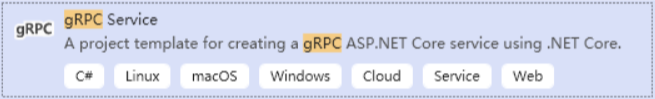 gRPC
gRPC Service
A project template for creating a gRPC ASP.NET Core service using .NET Core.
C# Linux macOS Windows Cloud Service Web